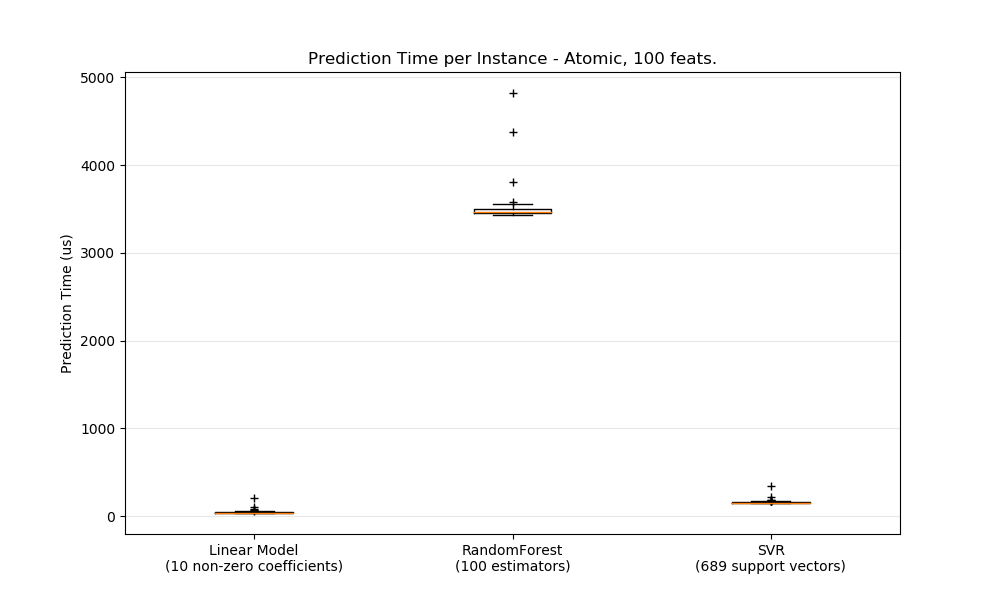 Prediction Time per Instance - Atomic, 100 feats.
Prediction Time (us)
5000
4000
3000
2000
1000
0
Linear Model
(10 non-zero coefficients)
RandomForest
(100 estimators)
SVR
(689 support vectors)